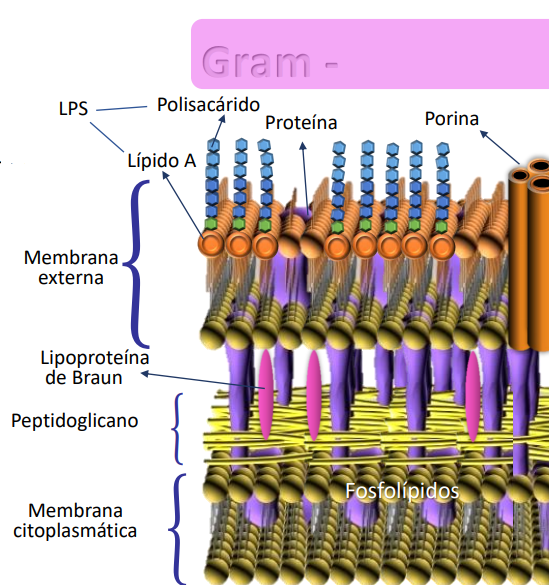 Gram -
LPS
Polisacárido
Proteína
Porina
Lípido A
Membrana
externa
Lipoproteína
de Braun
Peptidoglicano
Fosfolípidos
Membrana
citoplasmática